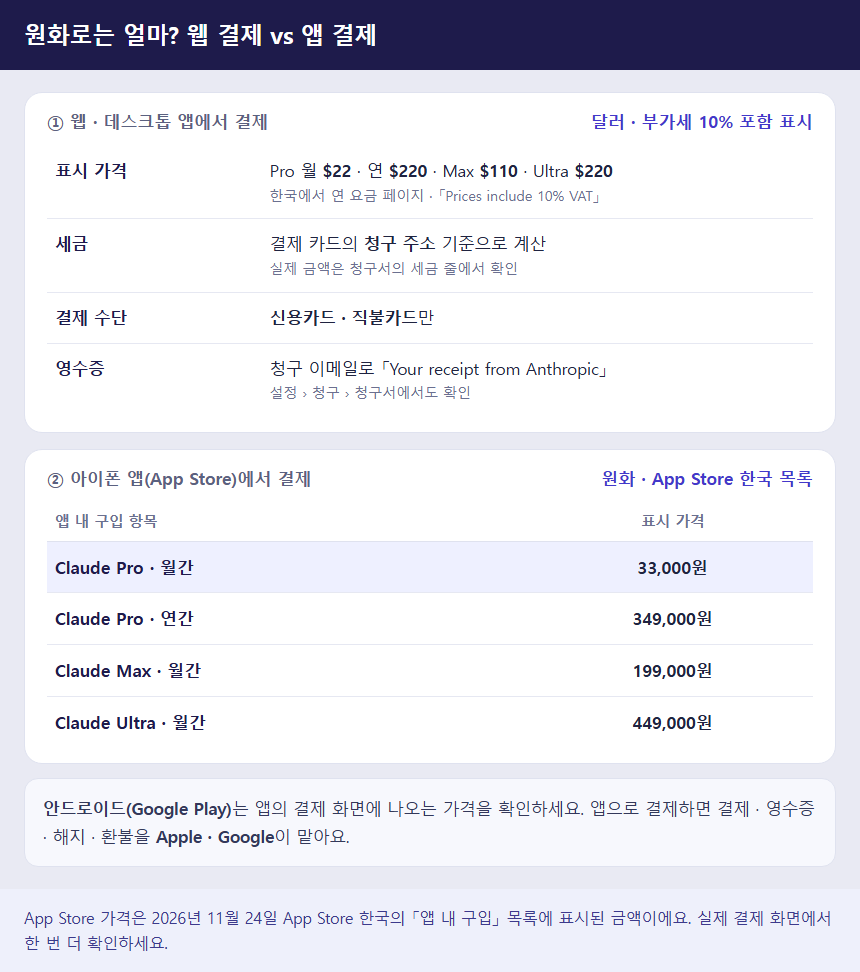 원화로는 얼마? 웹 결제 vs 앱 결제
① 웹 · 데스크톱 앱에서 결제
달러 · 부가세 10% 포함 표시
표시 가격
Pro 월 $22 · 연 $220 · Max $110 · Ultra $220
한국에서 연 요금 페이지 · 「Prices include 10% VAT」
세금
결제 카드의 청구 주소 기준으로 계산
실제 금액은 청구서의 세금 줄에서 확인
결제 수단
신용카드 · 직불카드만
영수증
청구 이메일로 「Your receipt from Anthropic」
설정 › 청구 › 청구서에서도 확인
② 아이폰 앱(App Store)에서 결제
원화 · App Store 한국 목록
앱 내 구입 항목
표시 가격
Claude Pro · 월간
33,000원
Claude Pro · 연간
349,000원
Claude Max · 월간
199,000원
Claude Ultra · 월간
449,000원
안드로이드(Google Play)는 앱의 결제 화면에 나오는 가격을 확인하세요. 앱으로 결제하면 결제 · 영수증
· 해지 · 환불을 Apple · Google이 맡아요.
App Store 가격은 2026년 11월 24일 App Store 한국의 「앱 내 구입」 목록에 표시된 금액이에요. 실제 결제 화면에서
한 번 더 확인하세요.